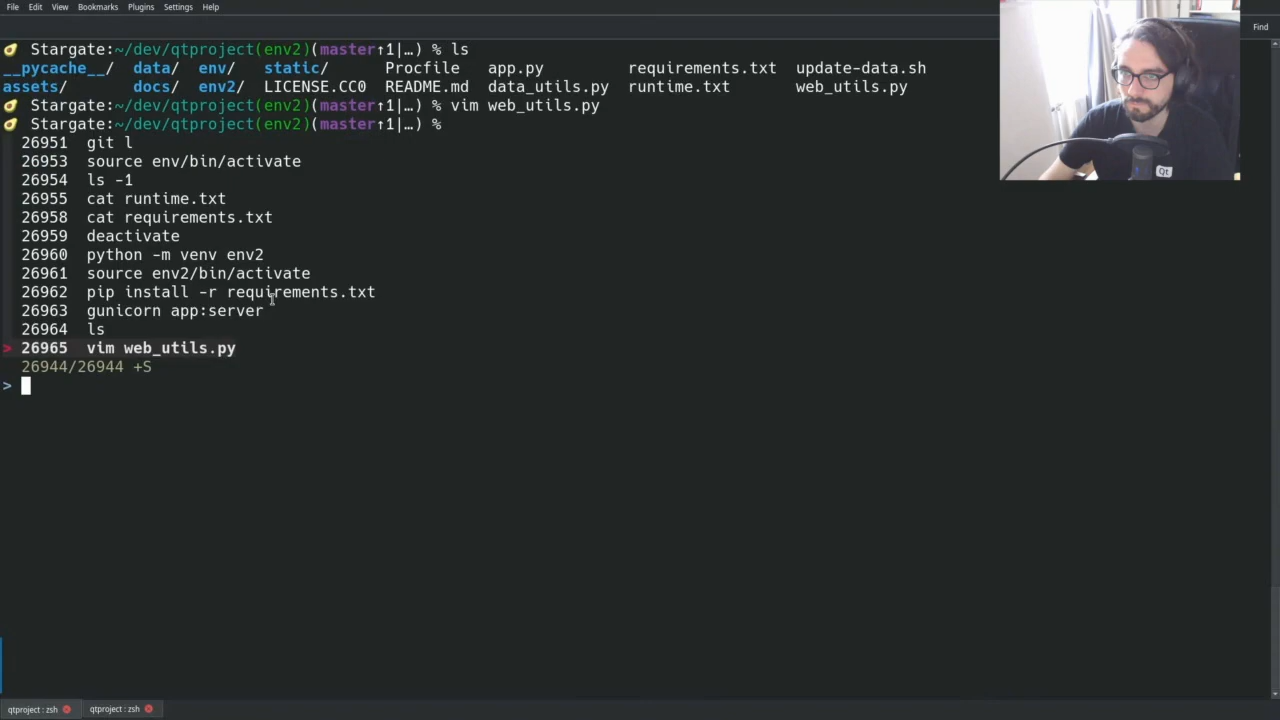 File Edit View Bookmarks Plugins Settings Help
Find
Stargate:~/dev/qtproject(env2)(master↑1|…) % ls
__pycache__/ data/ env/ static/ Procfile app.py requirements.txt update-data.sh
assets/ docs/ env2/ LICENSE.CC0 README.md data_utils.py runtime.txt web_utils.py
Stargate:~/dev/qtproject(env2)(master↑1|…) % vim web_utils.py
Stargate:~/dev/qtproject(env2)(master↑1|…) %
26951 git l
26953 source env/bin/activate
26954 ls -1
26955 cat runtime.txt
26958 cat requirements.txt
26959 deactivate
26960 python -m venv env2
26961 source env2/bin/activate
26962 pip install -r requirements.txt
26963 gunicorn app:server
26964 ls
> 26965 vim web_utils.py
26944/26944 +S
>
Qt
qtproject : zsh qtproject : zsh